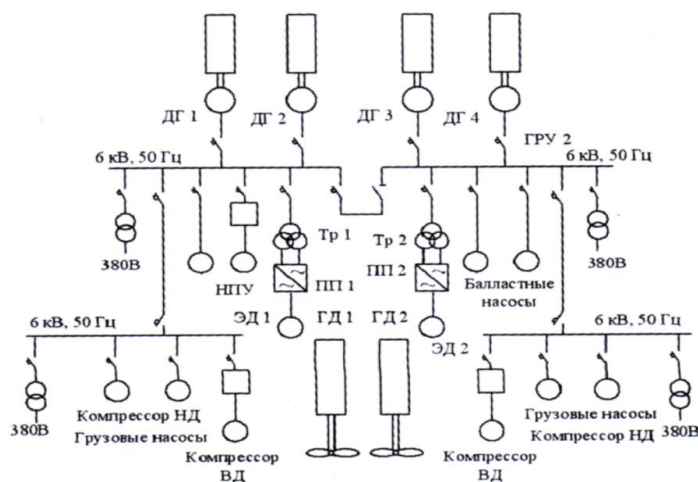 ДГ 1
ДГ 2
ДГ 3
ДГ 4
ГРУ 2
6 кВ, 50 Гц
6 кВ, 50 Гц
380В
НПУ
Тр 1
Тр 2
380В
ПП 1
ПП 2
Балластные
насосы
ЭД 1
ГД 1
ГД 2
ЭД 2
6 кВ, 50 Гц
6 кВ, 50 Гц
380В
Компрессор НД
Грузовые насосы
Компрессор
ВД
Компрессор
ВД
Грузовые насосы
Компрессор НД
380В